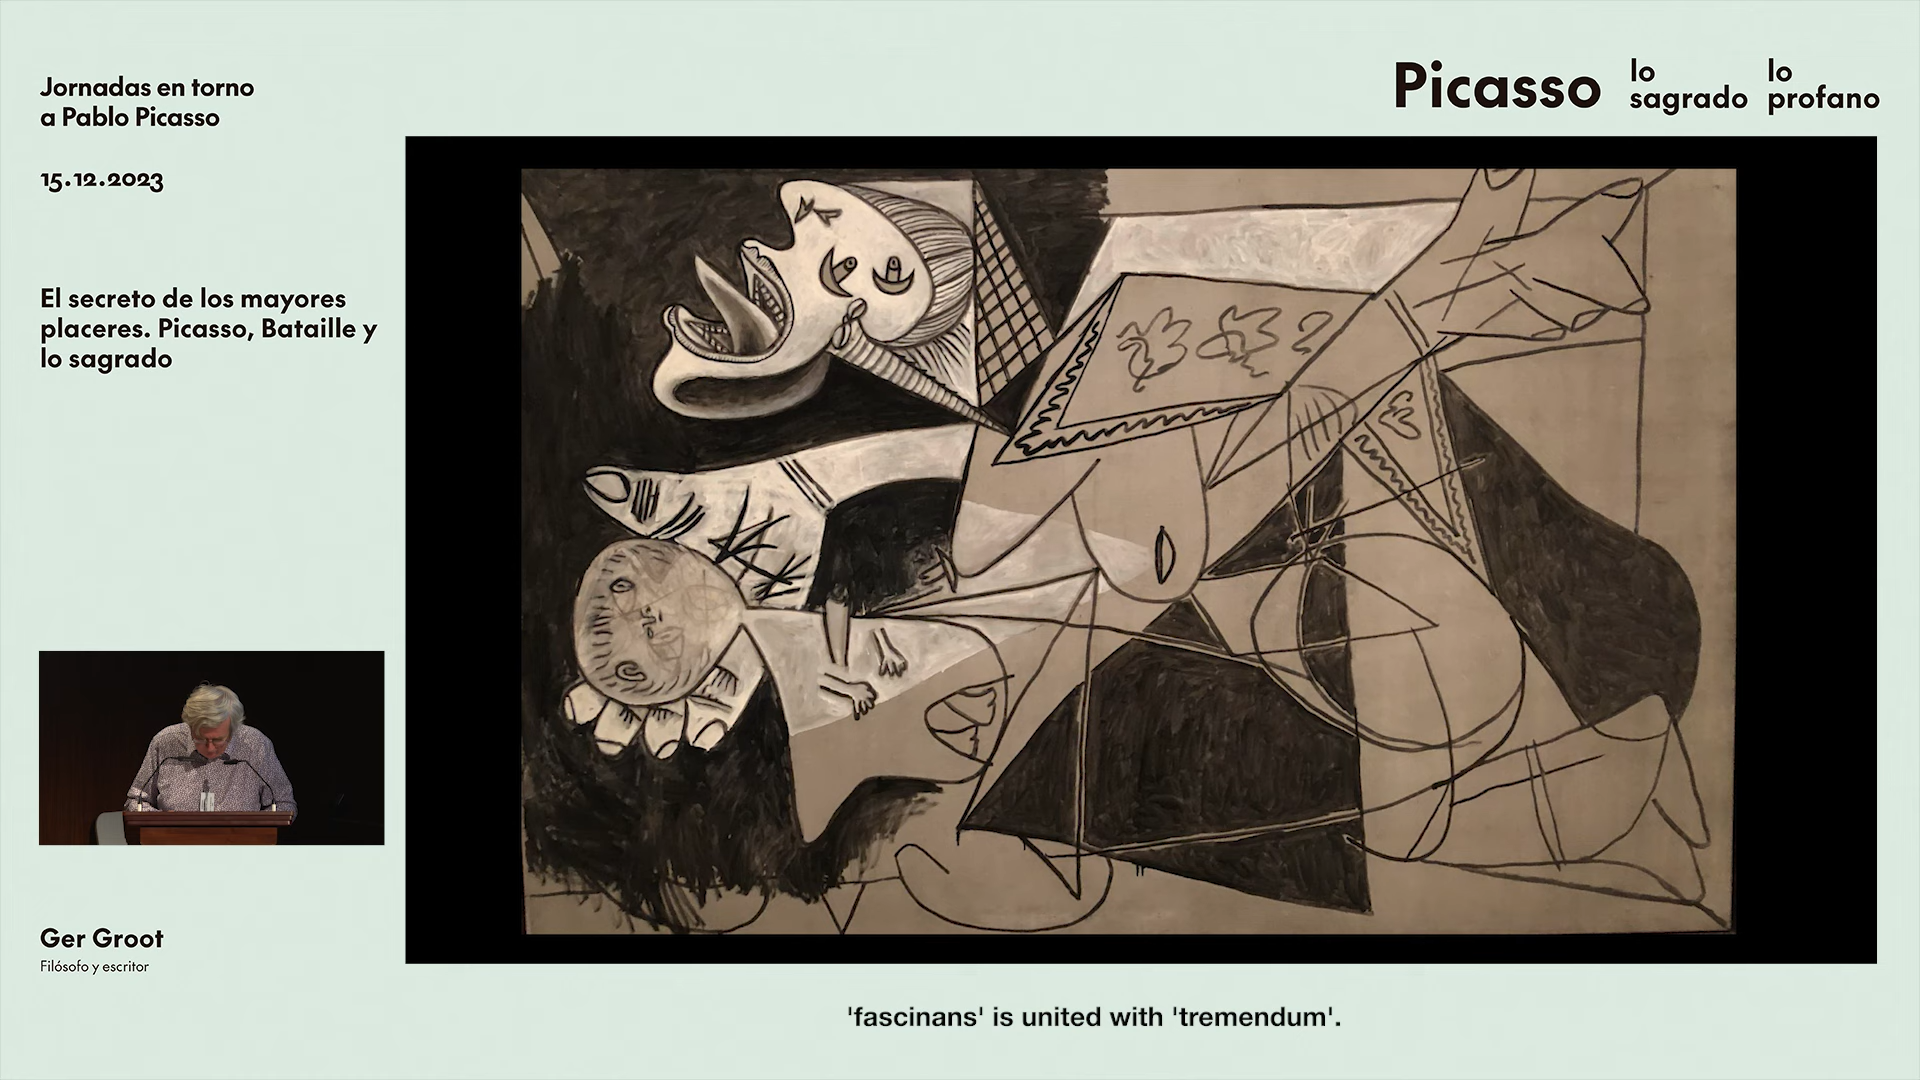 Jornadas en torno
a Pablo Picasso
15.12.2023
Picasso
lo
sagrado
lo
profano
El secreto de los mayores
placeres. Picasso, Bataille y
lo sagrado
Ger Groot
Filósofo y escritor
'fascinans' is united with 'tremendum'.